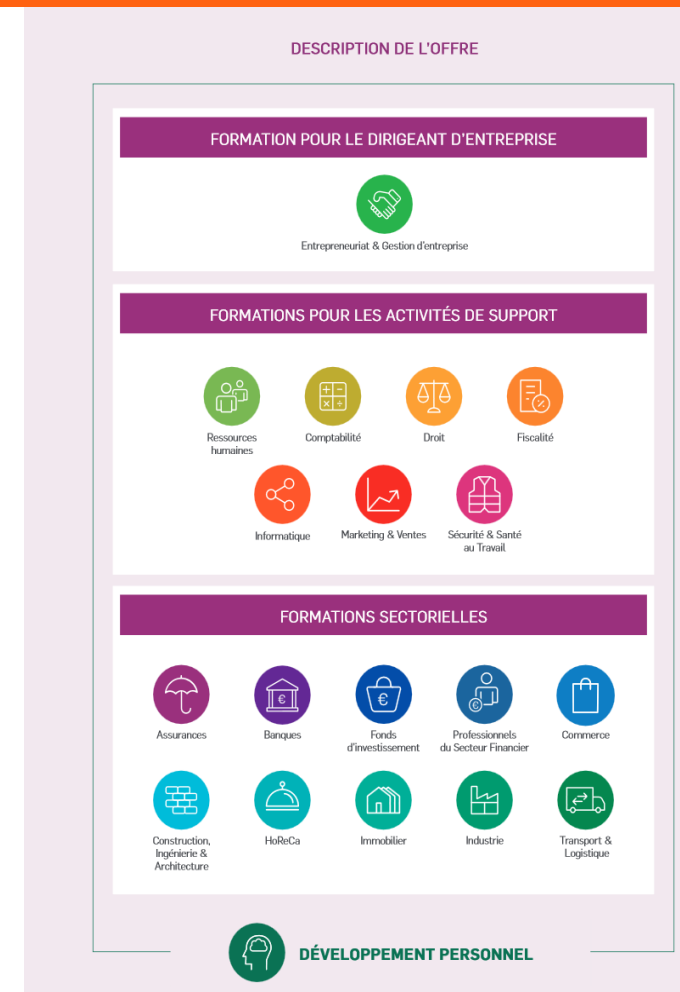 DESCRIPTION DE L'OFFRE
FORMATION POUR LE DIRIGEANT D'ENTREPRISE
Entrepreneuriat & Gestion d'entreprise
FORMATIONS POUR LES ACTIVITÉS DE SUPPORT
Ressources
humaines
Comptabilité
Droit
Fiscalité
Informatique
Marketing & Ventes
Sécurité & Santé
au Travail
FORMATIONS SECTORIELLES
Assurances
Banques
Fonds
d'investissement
Professionnels
du Secteur Financier
Commerce
Construction,
Ingénierie &
Architecture
HoReCa
Immobilier
Industrie
Transport &
Logistique
DÉVELOPPEMENT PERSONNEL